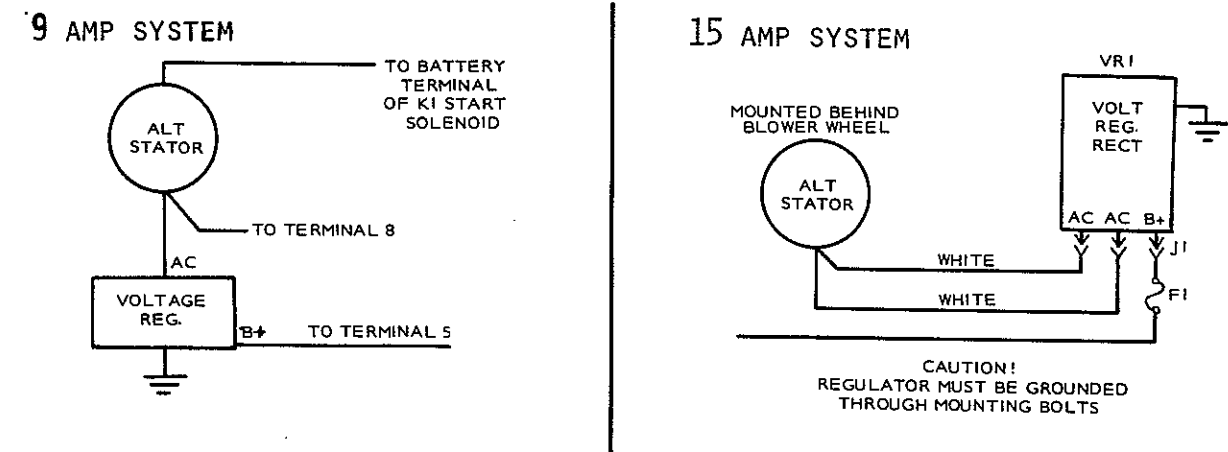 9 AMP SYSTEM
TO BATTERY
TERMINAL
OF K1 START
SOLENOID
ALT
STATOR
TO TERMINAL 8
AC
VOLTAGE
REG.
B+
TO TERMINAL 5
15 AMP SYSTEM
VR1
MOUNTED BEHIND
BLOWER WHEEL
VOLT
REG.
RECT
ALT
STATOR
AC AC B+
J1
WHITE
WHITE
F1
CAUTION!
REGULATOR MUST BE GROUNDED
THROUGH MOUNTING BOLTS